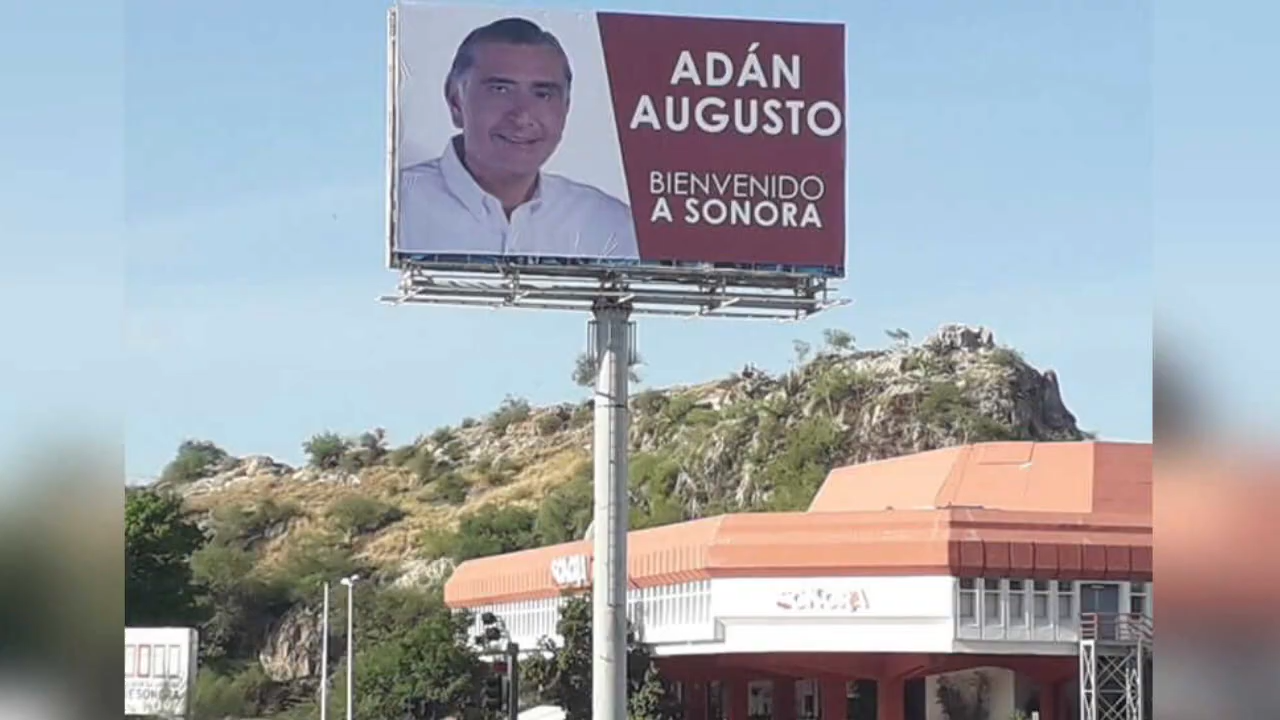 ADÁN
AUGUSTO
BIENVENIDO
A SONORA
SONORA
SONORA